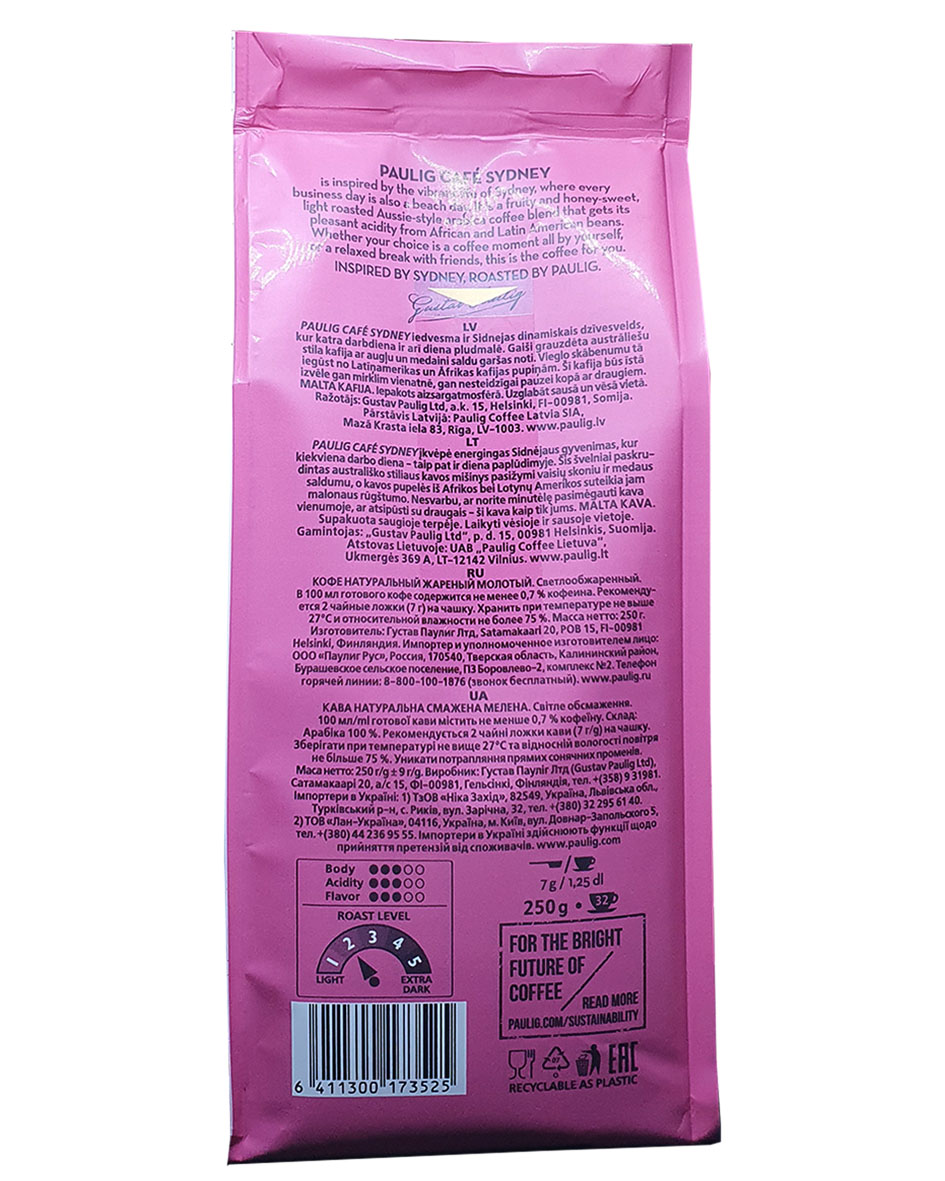 PAULIG CAFÉ SYDNEY
is inspired by the vibrancy of Sydney, where every
business day is also a beach day. It's a fruity and honey-sweet,
light roasted Aussie-style arabica coffee blend that gets its
pleasant acidity from African and Latin American beans.
Whether your choice is a coffee moment all by yourself,
or a relaxed break with friends, this is the coffee for you.
INSPIRED BY SYDNEY, ROASTED BY PAULIG.
Gustav Paulig
LV
PAULIG CAFÉ SYDNEY iedvesma ir Sidnejas dinamiskais dzīvesveids,
kur katra darbdiena ir arī diena pludmalē. Gaiši grauzdēta austrāliešu
stila kafija ar augļu un medaini saldu garšas noti. Vieglo skābenumu tā
iegūst no Latīņamerikas un Āfrikas kafijas pupiņām. Šī kafija būs īstā
izvēle gan mirklim vienatnē, gan nesteidzīgai pauzei kopā ar draugiem.
MALTA KAFIJA. Iepakots aizsargatmosfērā. Uzglabāt sausā un vēsā vietā.
Ražotājs: Gustav Paulig Ltd, a.k. 15, Helsinki, FI-00981, Somija.
Pārstāvis Latvijā: Paulig Coffee Latvia SIA,
Mazā Krasta iela 83, Riga, LV-1003. www.paulig.lv
LT
PAULIG CAFÉ SYDNEY įkvėpė energingas Sidnėjaus gyvenimas, kur
kiekviena darbo diena – taip pat ir diena paplūdimyje. Šis švelniai paskru-
dintas australiško stiliaus kavos mišinys pasižymi vaisių skoniu ir medaus
saldumu, o kavos pupelės iš Afrikos bei Lotynų Amerikos suteikia jam
malonaus rūgštumo. Nesvarbu, ar norite minutėlę pasimėgauti kava
vienumoje, ar atsipūsti su draugais – ši kava kaip tik jums. MALTA KAVA.
Supakuota saugioje terpėje. Laikyti vėsioje ir sausoje vietoje.
Gamintojas: „Gustav Paulig Ltd", p. d. 15, 00981 Helsinkis, Suomija.
Atstovas Lietuvoje: UAB „Paulig Coffee Lietuva",
Ukmergės 369 A, LT-12142 Vilnius. www.paulig.lt
RU
КОФЕ НАТУРАЛЬНЫЙ ЖАРЕНЫЙ МОЛОТЫЙ. Светлообжаренный.
В 100 мл готового кофе содержится не менее 0,7 % кофеина. Рекоменду-
ется 2 чайные ложки (7 г) на чашку. Хранить при температуре не выше
27°С и относительной влажности не более 75 %. Масса нетто: 250 г.
Изготовитель: Густав Паулиг Лтд, Satamakaari 20, POB 15, FI-00981
Helsinki, Финляндия. Импортер и уполномоченное изготовителем лицо:
ООО «Паулиг Рус», Россия, 170540, Тверская область, Калининский район,
Бурашевское сельское поселение, ПЗ Боровлево-2, комплекс №2. Телефон
горячей линии: 8-800-100-1876 (звонок бесплатный). www.paulig.ru
UA
КАВА НАТУРАЛЬНА СМАЖЕНА МЕЛЕНА. Світле обсмаження.
100 мл/ml готової кави містить не менше 0,7 % кофеїну. Склад:
Арабіка 100 %. Рекомендується 2 чайні ложки кави (7 г/g) на чашку.
Зберігати при температурі не вище 27°С та відносній вологості повітря
не більше 75 %. Уникати потрапляння прямих сонячних променів.
Маса нетто: 250 г/g ± 9 г/g. Виробник: Густав Пауліг Лтд (Gustav Paulig Ltd),
Сатамакаарі 20, а/с 15, ФІ-00981, Гельсінкі, Фінляндія, тел. +(358) 9 31981.
Імпортери в Україні: 1) ТзОВ «Ніка Захід», 82549, Україна, Львівська обл.,
Турківський р-н, с. Риків, вул. Зарічна, 32, тел. +(380) 32 295 61 40.
2) ТОВ «Лан-Україна», 04116, Україна, м. Київ, вул. Довнар-Запольського 5,
тел. +(380) 44 236 95 55. Імпортери в Україні здійснюють функції щодо
прийняття претензій від споживачів. www.paulig.com
Body
Acidity
Flavor
ROAST LEVEL
1 2 3 4 5
LIGHT
EXTRA
DARK
7g / 1,25 dl
250g • 32
FOR THE BRIGHT
FUTURE OF
COFFEE
READ MORE
PAULIG.COM/SUSTAINABILITY
07
O
EAC
RECYCLABLE AS PLASTIC
6 411300 173525